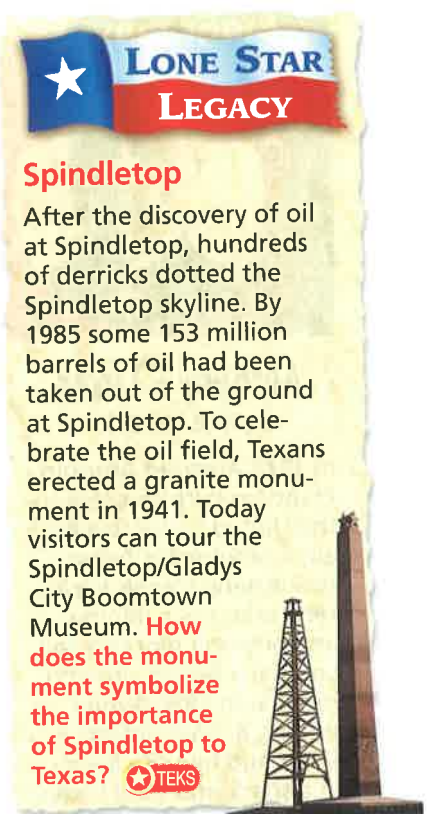 LONE STAR
LEGACY
Spindletop
After the discovery of oil
at Spindletop, hundreds
of derricks dotted the
Spindletop skyline. By
1985 some 153 million
barrels of oil had been
taken out of the ground
at Spindletop. To cele-
brate the oil field, Texans
erected a granite monu-
ment in 1941. Today
visitors can tour the
Spindletop/Gladys
City Boomtown
Museum. How
does the monu-
ment symbolize
the importance
of Spindletop to
Texas? TEKS